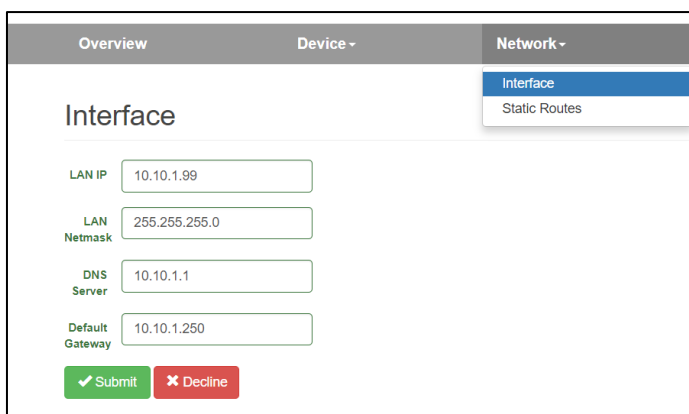 Overview Device Network
Interface
Static Routes
Interface
LAN IP 10.10.1.99
LAN
Netmask
255.255.255.0
DNS
Server
10.10.1.1
Default
Gateway
10.10.1.250
Submit Decline